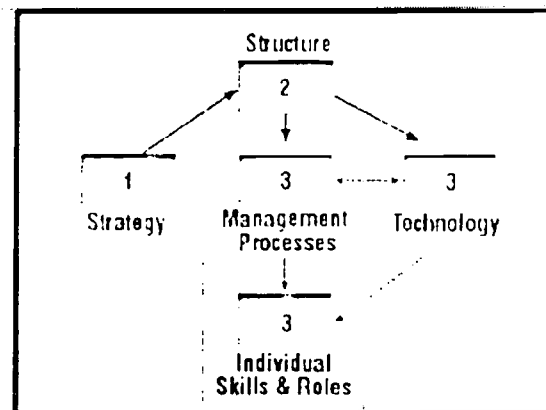 Structure
2
1
3
3
Strategy
Management
Processes
Technology
3
Individual
Skills & Roles